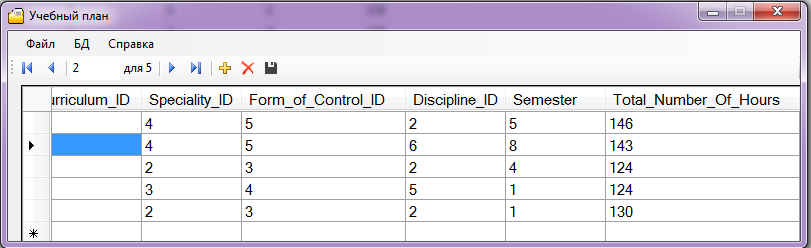 Учебный план
Файл БД Справка
2 для 5
urriculum_ID Speciality_ID Form_of_Control_ID Discipline_ID Semester Total_Number_Of_Hours
4 5 2 5 146
4 5 6 8 143
2 3 2 4 124
3 4 5 1 124
2 3 2 1 130